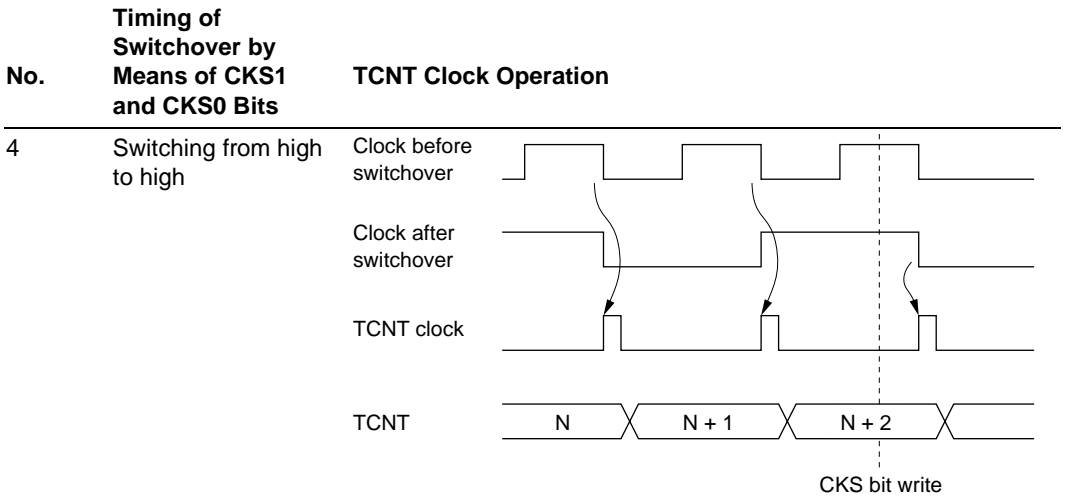 No.
Timing of
Switchover by
Means of CKS1
and CKS0 Bits
TCNT Clock Operation
4
Switching from high
to high
Clock before
switchover
Clock after
switchover
TCNT clock
TCNT
N
N + 1
N + 2
CKS bit write